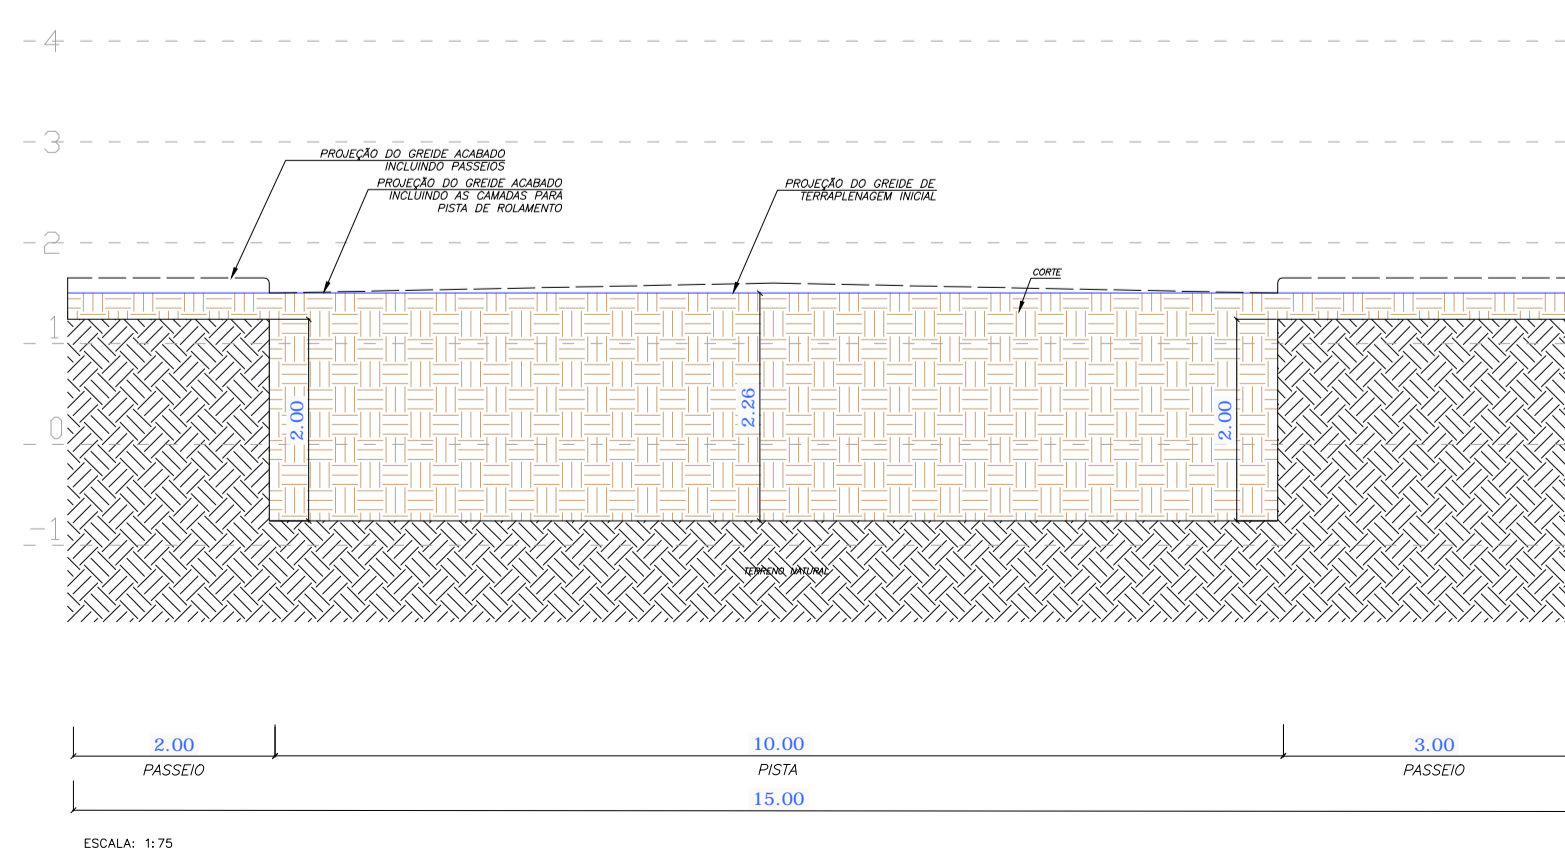 4
3
PROJEÇÃO DO GREIDE ACABADO
INCLUINDO PASSEIOS
PROJEÇÃO DO GREIDE ACABADO
INCLUINDO AS CAMADAS PARA
PISTA DE ROLAMENTO
PROJEÇÃO DO GREIDE DE
TERRAPLENAGEM INICIAL
2
CORTE
1
2.00
2.26
2.00
0
-1
TERRENO NATURAL
2.00
10.00
3.00
PASSEIO
PISTA
PASSEIO
15.00
ESCALA: 1:75